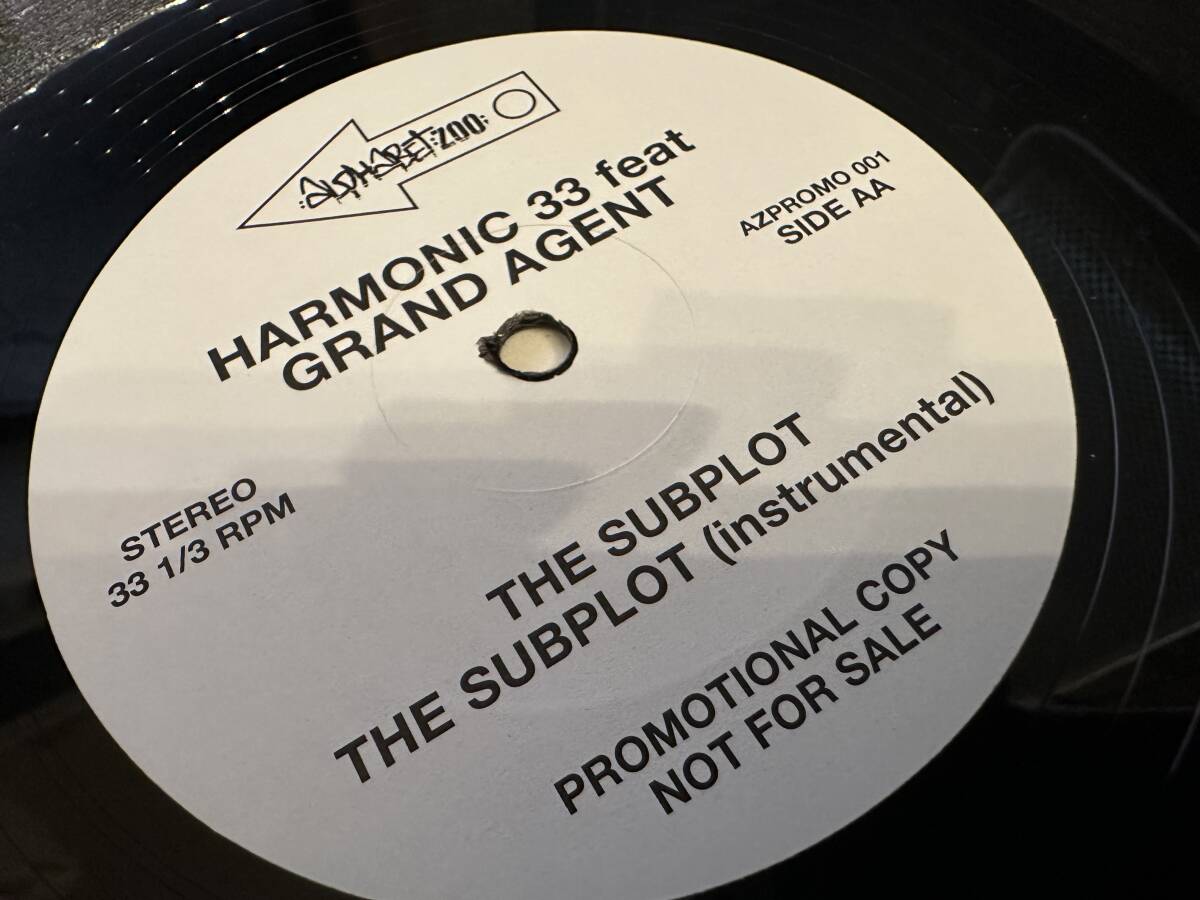 ALPHABET ZOO
HARMONIC 33 feat
GRAND AGENT
AZPROMO 001
SIDE AA
STEREO
33 1/3 RPM
THE SUBPLOT
THE SUBPLOT (instrumental)
PROMOTIONAL COPY
NOT FOR SALE